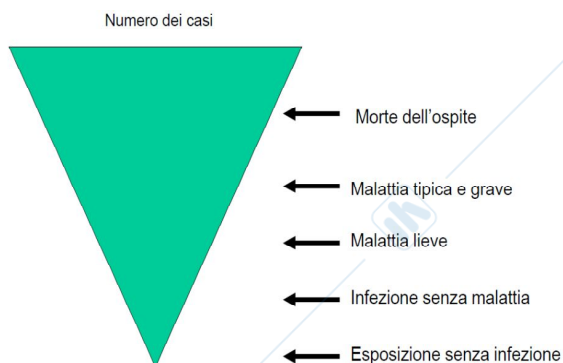 Numero dei casi
Morte dell'ospite
Malattia tipica e grave
Malattia lieve
Infezione senza malattia
Esposizione senza infezione